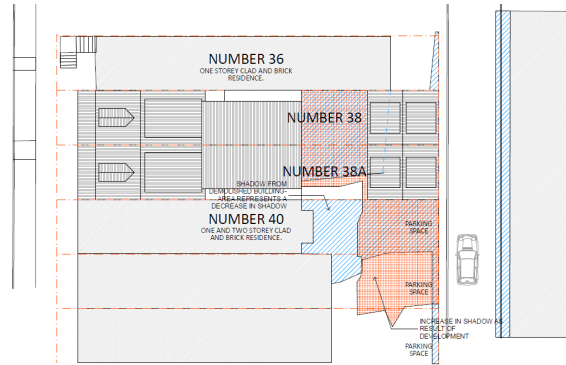 NUMBER 36
ONE STOREY CLAD AND BRICK
RESIDENCE.
NUMBER 38
NUMBER 38A
SHADOW FROM
DEMOLISHED BUILDING-
AREA REPRESENTS A
DECREASE IN SHADOW
NUMBER 40
ONE AND TWO STOREY CLAD
AND BRICK RESIDENCE.
PARKING
SPACE
PARKING
SPACE
INCREASE IN SHADOW AS
RESULT OF
DEVELOPMENT
PARKING
SPACE